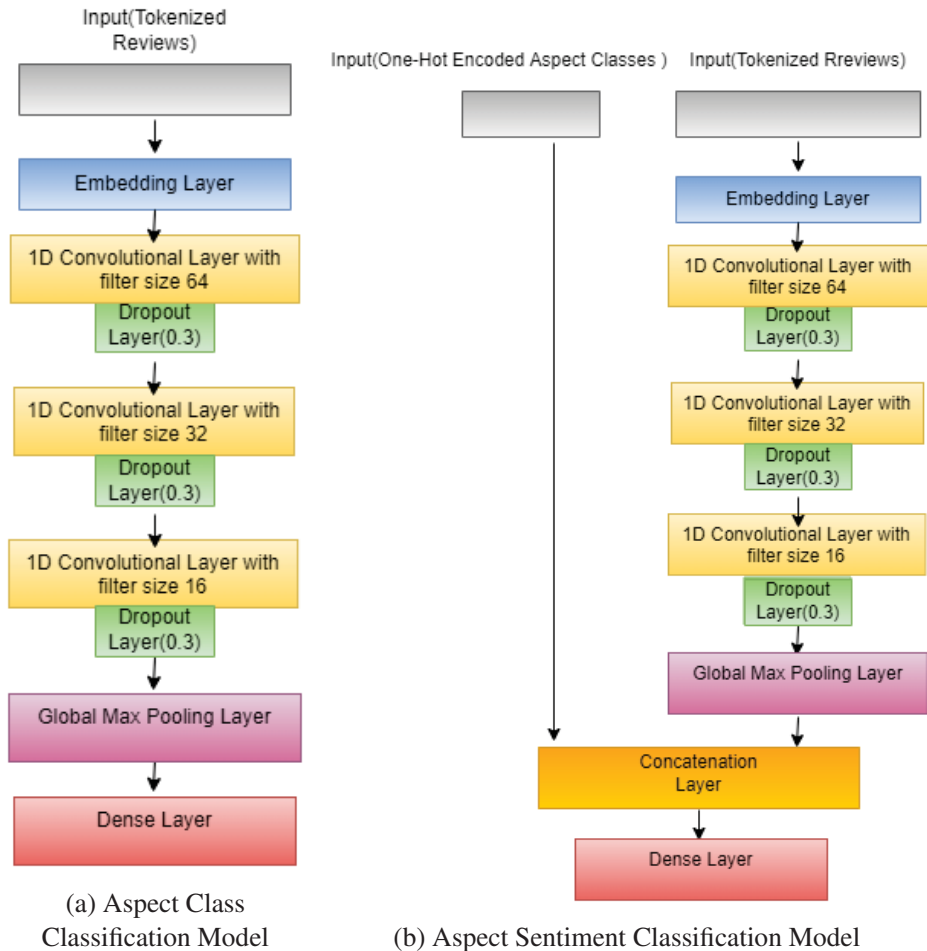 Input(Tokenized
Reviews)
Embedding Layer
1D Convolutional Layer with
filter size 64
Dropout
Layer(0.3)
1D Convolutional Layer with
filter size 32
Dropout
Layer(0.3)
1D Convolutional Layer with
filter size 16
Dropout
Layer(0.3)
Global Max Pooling Layer
Dense Layer
(a) Aspect Class
Classification Model
Input(One-Hot Encoded Aspect Classes )
Input(Tokenized Rreviews)
Embedding Layer
1D Convolutional Layer with
filter size 64
Dropout
Layer(0.3)
1D Convolutional Layer with
filter size 32
Dropout
Layer(0.3)
1D Convolutional Layer with
filter size 16
Dropout
Layer(0.3)
Global Max Pooling Layer
Concatenation
Layer
Dense Layer
(b) Aspect Sentiment Classification Model